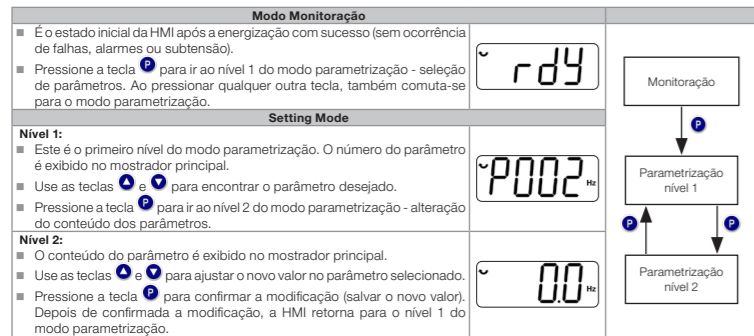 Modo Monitoração
■ É o estado inicial da HMI após a energização com sucesso (sem ocorrência
de falhas, alarmes ou subtensão).
■ Pressione a tecla P para ir ao nível 1 do modo parametrização - seleção
de parâmetros. Ao pressionar qualquer outra tecla, também comuta-se
para o modo parametrização.
rdY
Setting Mode
Nível 1:
■ Este é o primeiro nível do modo parametrização. O número do parâmetro
é exibido no mostrador principal.
■ Use as teclas ▲ e ▼ para encontrar o parâmetro desejado.
■ Pressione a tecla P para ir ao nível 2 do modo parametrização - alteração
do conteúdo dos parâmetros.
P002 Hz
Nível 2:
■ O conteúdo do parâmetro é exibido no mostrador principal.
■ Use as teclas ▲ e ▼ para ajustar o novo valor no parâmetro selecionado.
■ Pressione a tecla P para confirmar a modificação (salvar o novo valor).
Depois de confirmada a modificação, a HMI retorna para o nível 1 do
modo parametrização.
0.0 Hz
Monitoração
P
Parametrização
nível 1
P P
Parametrização
nível 2